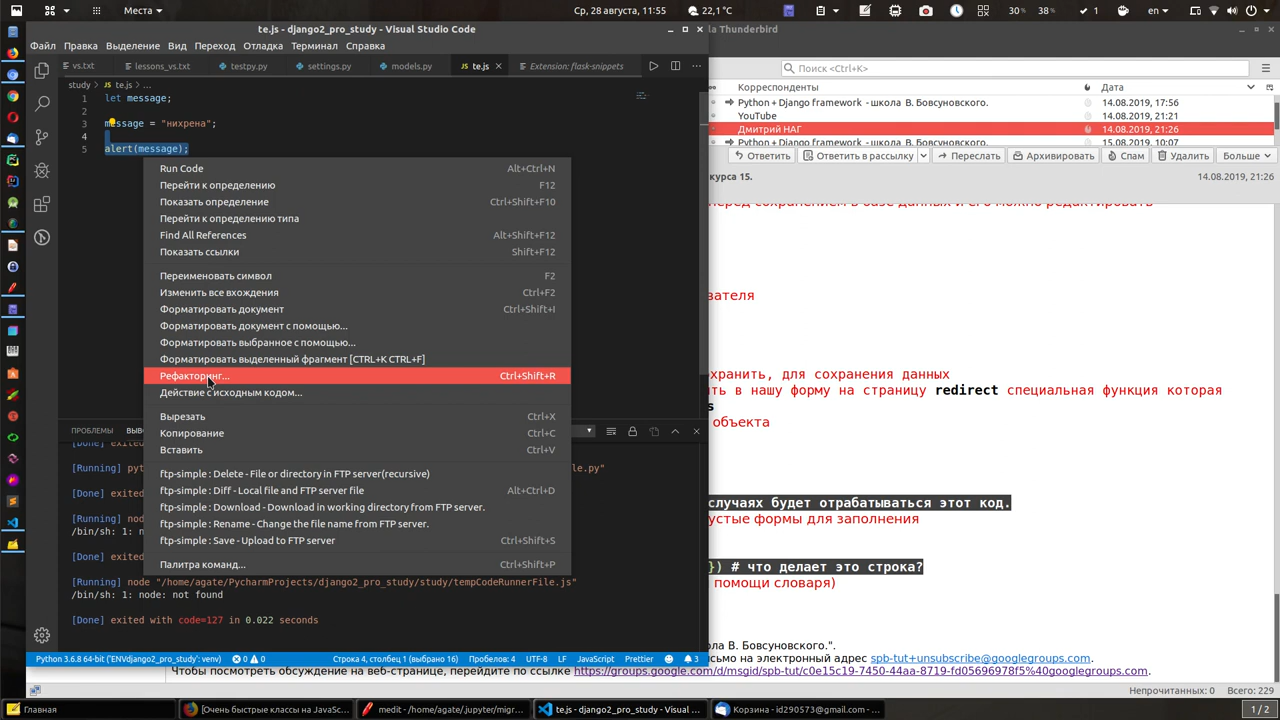 Места
Ср, 28 августа, 11:55
22,1°C
30%
38%
en
te.js - django2_pro_study - Visual Studio Code
la Thunderbird
Файл Правка Выделение Вид Переход Отладка Терминал Справка
vs.txt lessons_vs.txt testpy.py settings.py models.py te.js Extension: flask-snippets
study > te.js > ...
1 let message;
2
3 message = "нихрена";
4
5 alert(message);
Run Code Alt+Ctrl+N
Перейти к определению F12
Показать определение Ctrl+Shift+F10
Перейти к определению типа
Find All References Alt+Shift+F12
Показать ссылки Shift+F12
Переименовать символ F2
Изменить все вхождения Ctrl+F2
Форматировать документ Ctrl+Shift+I
Форматировать документ с помощью...
Форматировать выбранное с помощью...
Форматировать выделенный фрагмент [CTRL+K CTRL+F]
Рефакторинг... Ctrl+Shift+R
Действие с исходным кодом...
Вырезать Ctrl+X
Копирование Ctrl+C
Вставить Ctrl+V
ftp-simple : Delete - File or directory in FTP server(recursive)
ftp-simple : Diff - Local file and FTP server file Alt+Ctrl+D
ftp-simple : Download - Download in working directory from FTP server.
ftp-simple : Rename - Change the file name from FTP server.
ftp-simple : Save - Upload to FTP server Ctrl+Shift+S
Палитра команд... Ctrl+Shift+P
ПРОБЛЕМЫ
[Running]
le.py"
[Done]
[Running]
/bin/sh: 1:
[Done]
[Running] node "/home/agate/PycharmProjects/django2_pro_study/study/tempCodeRunnerFile.js"
/bin/sh: 1: node: not found
[Done] exited with code=127 in 0.022 seconds
Python 3.6.8 64-bit ('ENVdjango2_pro_study': venv) 0 0 Строка 4, столбец 1 (выбрано 16) Пробелов: 4 UTF-8 LF JavaScript Prettier 3
Поиск <Ctrl+K>
Корреспонденты Дата
Python + Django framework - школа В. Бовсуновского. 14.08.2019, 17:56
YouTube 14.08.2019, 21:21
Дмитрий НАГ 14.08.2019, 21:26
Python + Django framework - школа В. Бовсуновского. 15.08.2019, 10:07
Ответить Ответить в рассылку Переслать Архивировать Спам Удалить Больше
курса 15. 14.08.2019, 21:26
перед сохранением в базе данных и его можно редактировать
вателя
хранить, для сохранения данных
ть в нашу форму на страницу redirect специальная функция которая
s
объекта
случаях будет отрабатываться этот код.
устые формы для заполнения
}) # что делает это строка?
помощи словаря)
ла В. Бовсуновского.".
исьмо на электронный адрес spb-tut+unsubscribe@googlegroups.com.
Чтобы посмотреть обсуждение на веб-странице, перейдите по ссылке https://groups.google.com/d/msgid/spb-tut/c0e15c19-7450-44aa-8719-fd05696978f5%40googlegroups.com.
Непрочитанных: 0 Всего: 229
Главная
[Очень быстрые классы на JavaSc...
medit - /home/agate/.jupyter/migr...
te.js - django2_pro_study - Visual ...
Корзина - id290573@gmail.com - ...
1 / 2